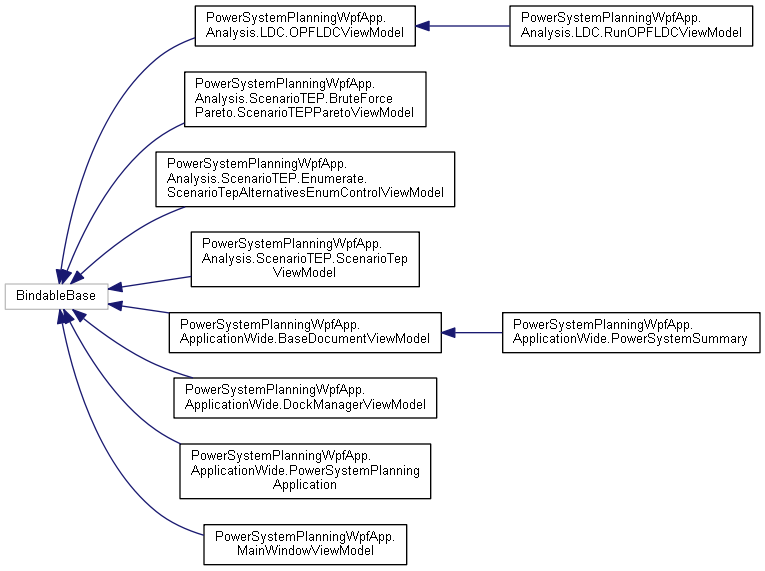 PowerSystemPlanningWpfApp.
Analysis.LDC.OPFLDCViewModel
PowerSystemPlanningWpfApp.
Analysis.LDC.RunOPFLDCViewModel
PowerSystemPlanningWpfApp.
Analysis.ScenarioTEP.BruteForce
Pareto.ScenarioTEPParetoViewModel
PowerSystemPlanningWpfApp.
Analysis.ScenarioTEP.Enumerate.
ScenarioTepAlternativesEnumControlViewModel
PowerSystemPlanningWpfApp.
Analysis.ScenarioTEP.ScenarioTep
ViewModel
BindableBase
PowerSystemPlanningWpfApp.
ApplicationWide.BaseDocumentViewModel
PowerSystemPlanningWpfApp.
ApplicationWide.PowerSystemSummary
PowerSystemPlanningWpfApp.
ApplicationWide.DockManagerViewModel
PowerSystemPlanningWpfApp.
ApplicationWide.PowerSystemPlanning
Application
PowerSystemPlanningWpfApp.
MainWindowViewModel